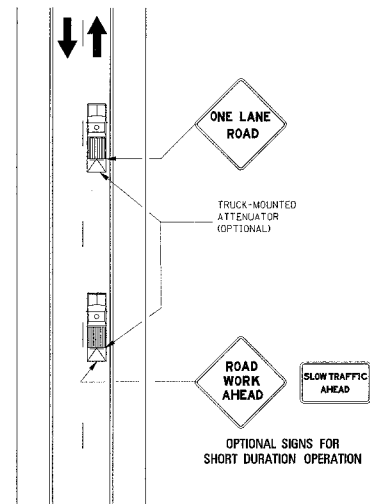 ONE LANE
ROAD
TRUCK-MOUNTED
ATTENUATOR
(OPTIONAL)
ROAD
WORK
AHEAD
SLOW TRAFFIC
AHEAD
OPTIONAL SIGNS FOR
SHORT DURATION OPERATION